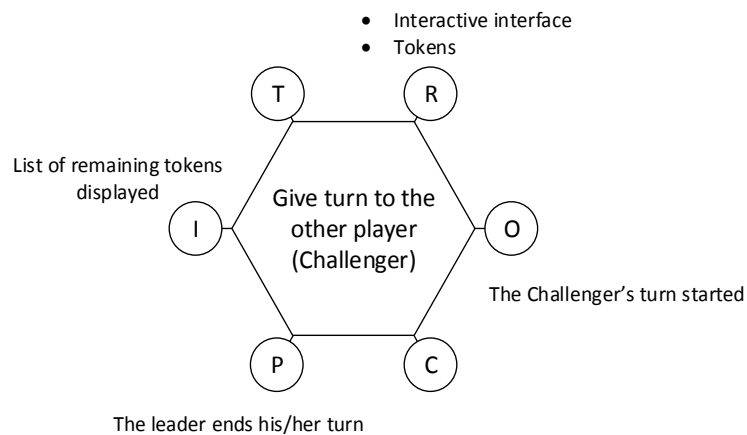 • Interactive interface
• Tokens
T
R
List of remaining tokens
displayed
Give turn to the
other player
(Challenger)
I
O
The Challenger’s turn started
P
C
The leader ends his/her turn